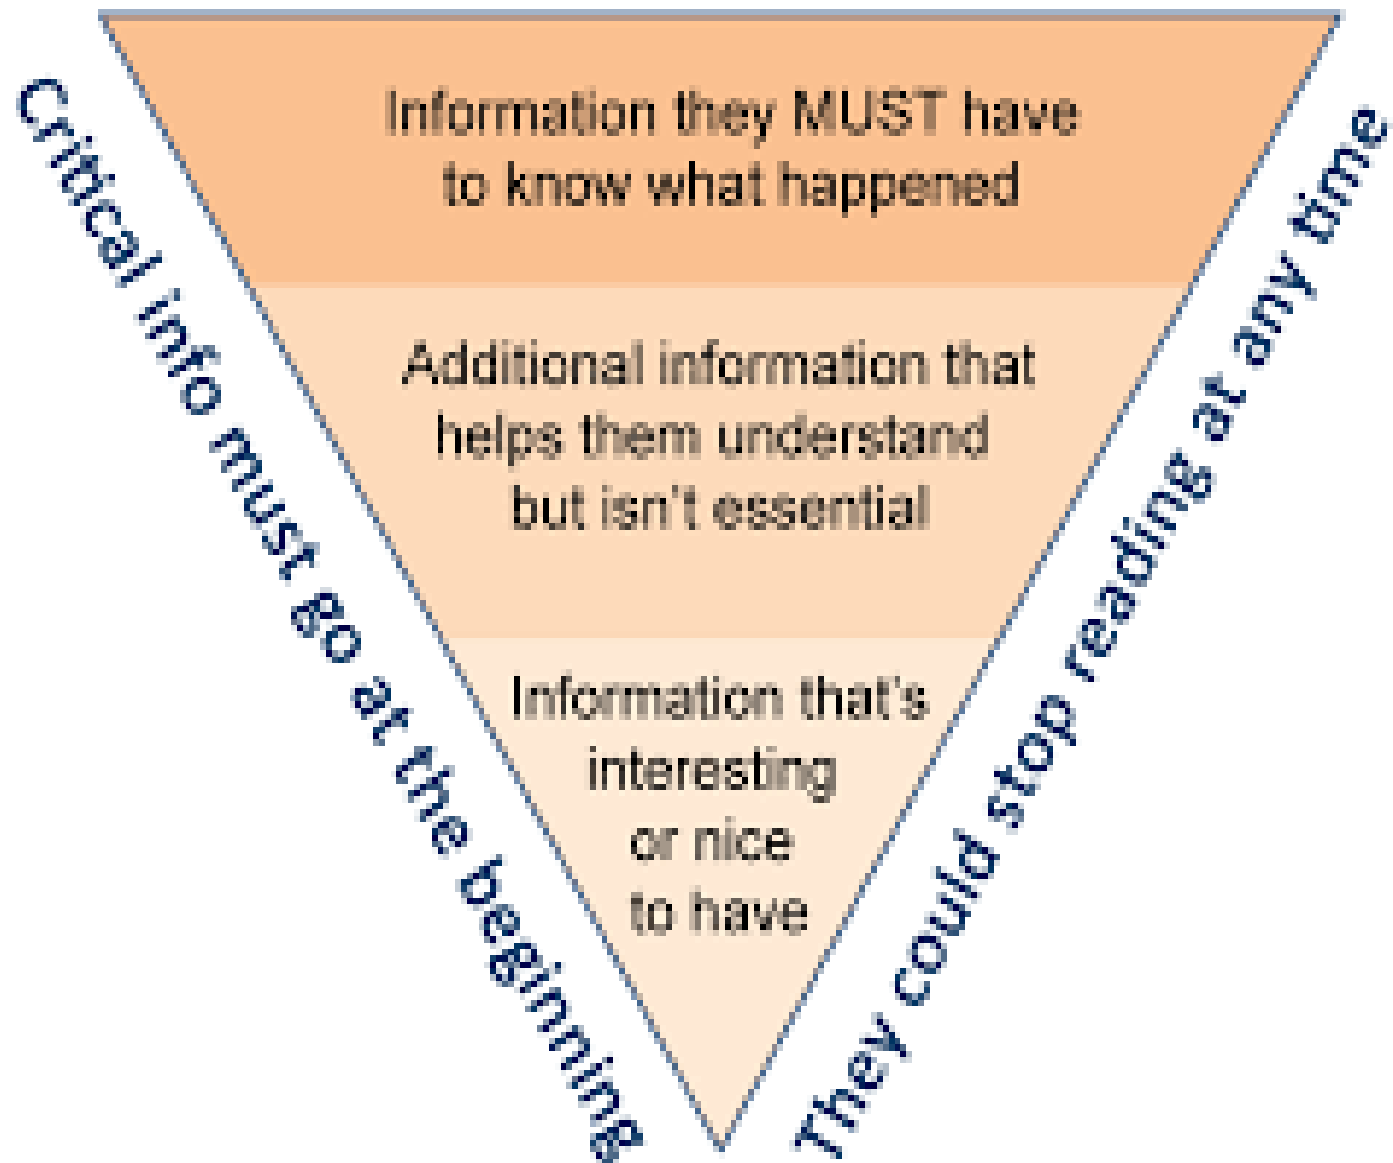 Critical info must go at the beginning
Information they MUST have
to know what happened
Additional information that
helps them understand
but isn't essential
Information that's
interesting
or nice
to have
They could stop reading at any time